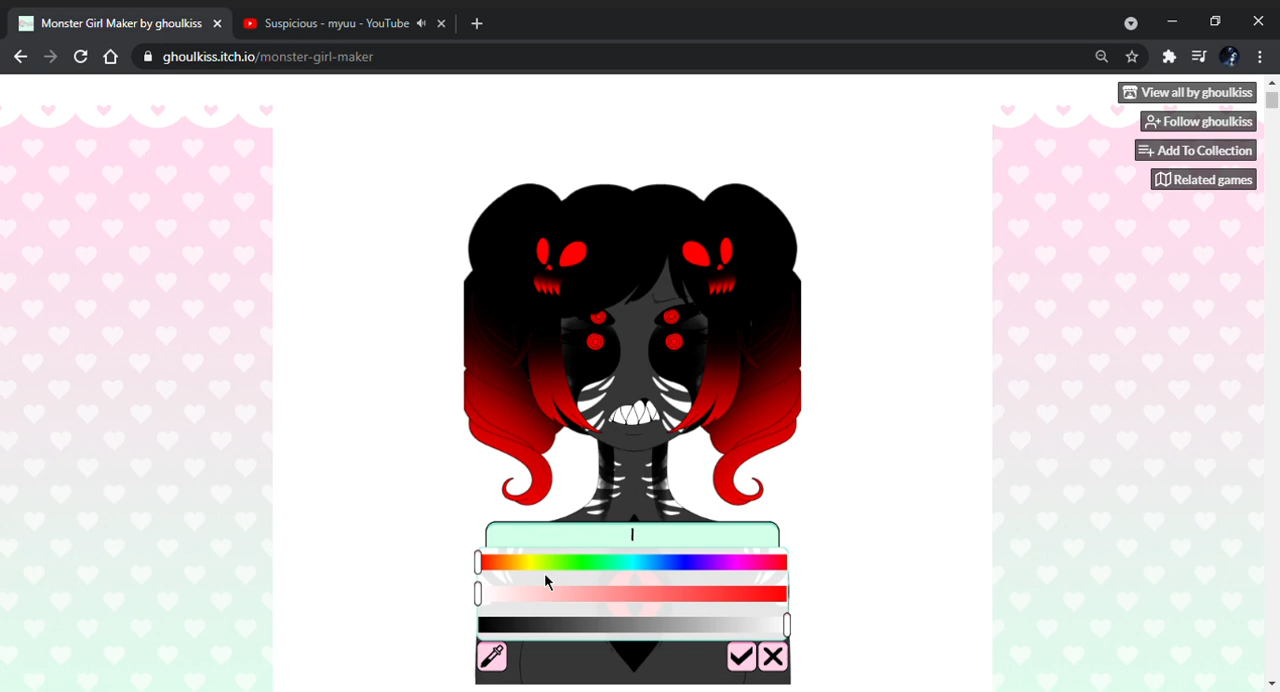 Monster Girl Maker by ghoulkiss
Suspicious - myuu - YouTube
ghoulkiss.itch.io/monster-girl-maker
View all by ghoulkiss
Follow ghoulkiss
Add To Collection
Related games